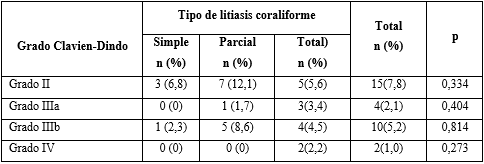 Grado Clavien-Dindo Tipo de litiasis coraliforme Total n (%) p
Simple n (%) Parcial n (%) Total) n (%)
Grado II 3 (6,8) 7 (12,1) 5(5,6) 15(7,8) 0,334
Grado IIIa 0 (0) 1 (1,7) 3(3,4) 4(2,1) 0,404
Grado IIIb 1 (2,3) 5 (8,6) 4(4,5) 10(5,2) 0,814
Grado IV 0 (0) 0 (0) 2(2,2) 2(1,0) 0,273